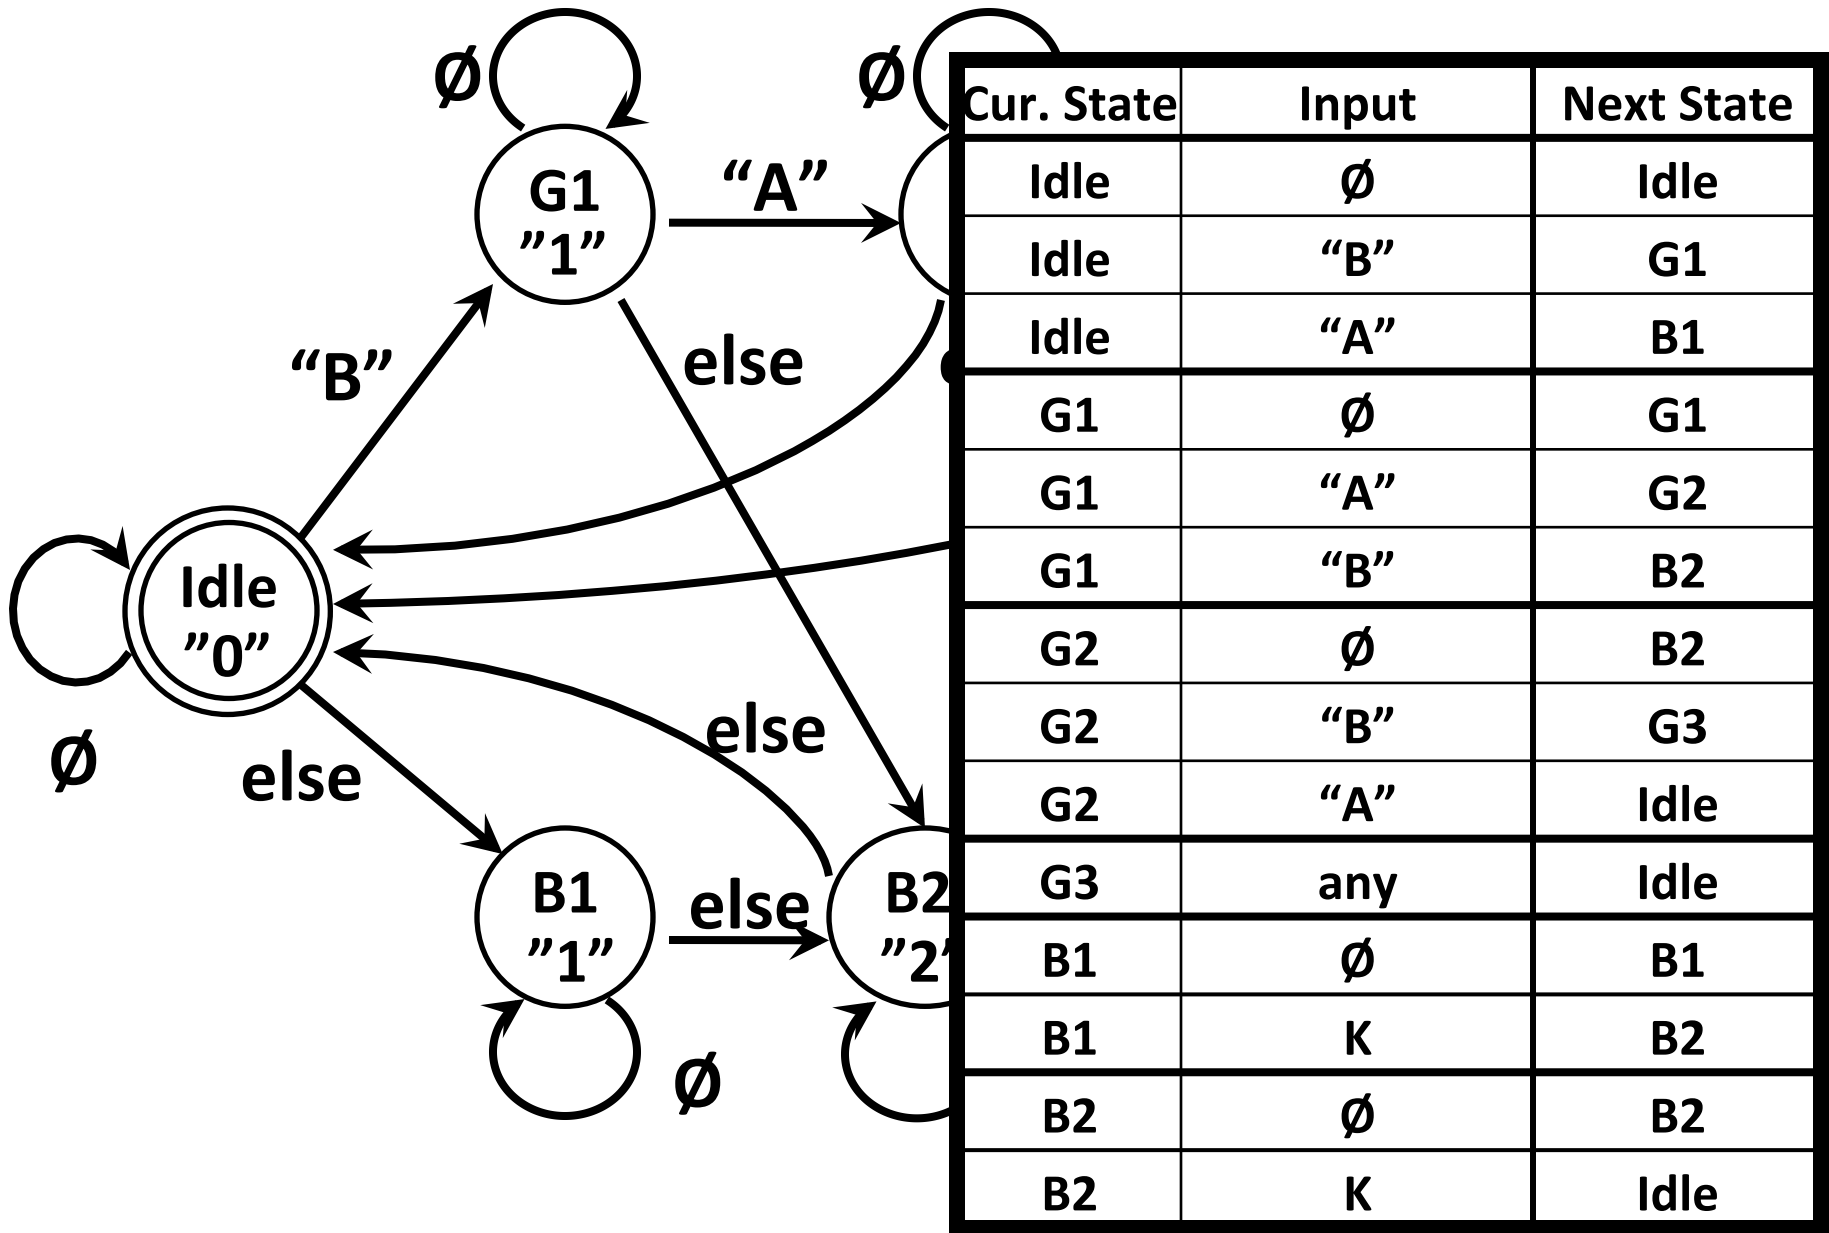 Ø
Ø
G1
”1”
“A”
“B”
else
Idle
”0”
Ø
else
else
B1
”1”
else
B2
”2”
Ø
Cur. State Input Next State
Idle Ø Idle
Idle “B” G1
Idle “A” B1
G1 Ø G1
G1 “A” G2
G1 “B” B2
G2 Ø B2
G2 “B” G3
G2 “A” Idle
G3 any Idle
B1 Ø B1
B1 K B2
B2 Ø B2
B2 K Idle